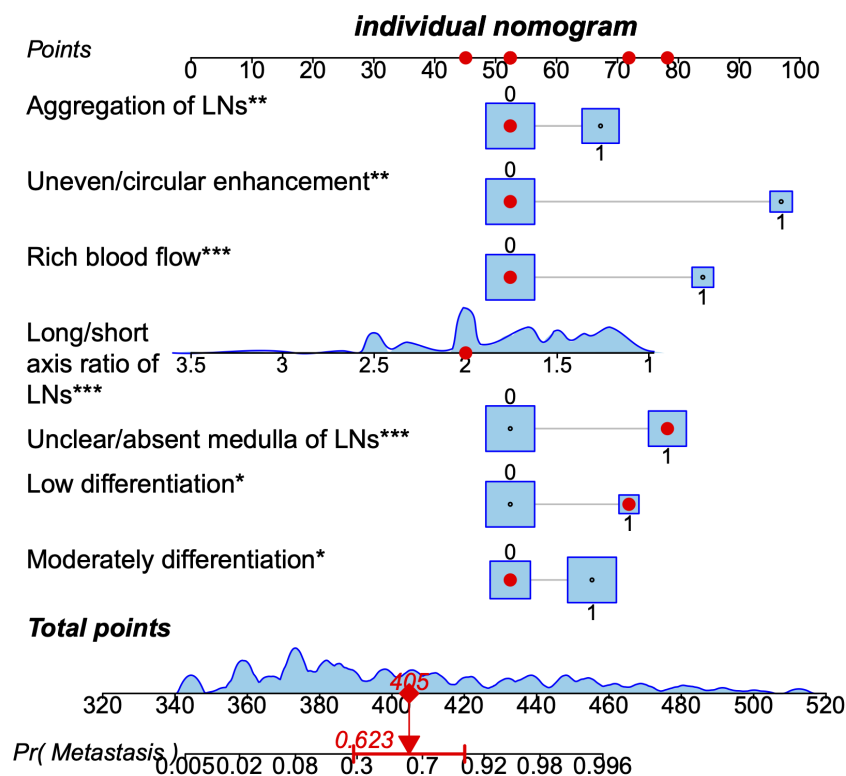 individual nomogram
Points
0 10 20 30 40 50 60 70 80 90 100
0
Aggregation of LNs**
1
0
Uneven/circular enhancement**
1
0
Rich blood flow***
1
Long/short
axis ratio of
LNs***
3.5 3 2.5 2 1.5 1
0
Unclear/absent medulla of LNs***
1
0
Low differentiation*
1
0
Moderately differentiation*
1
Total points
405
320 340 360 380 400 420 440 460 480 500 520
0.623
Pr( Metastasis )
0.005 0.02 0.08 0.3 0.7 0.92 0.98 0.996